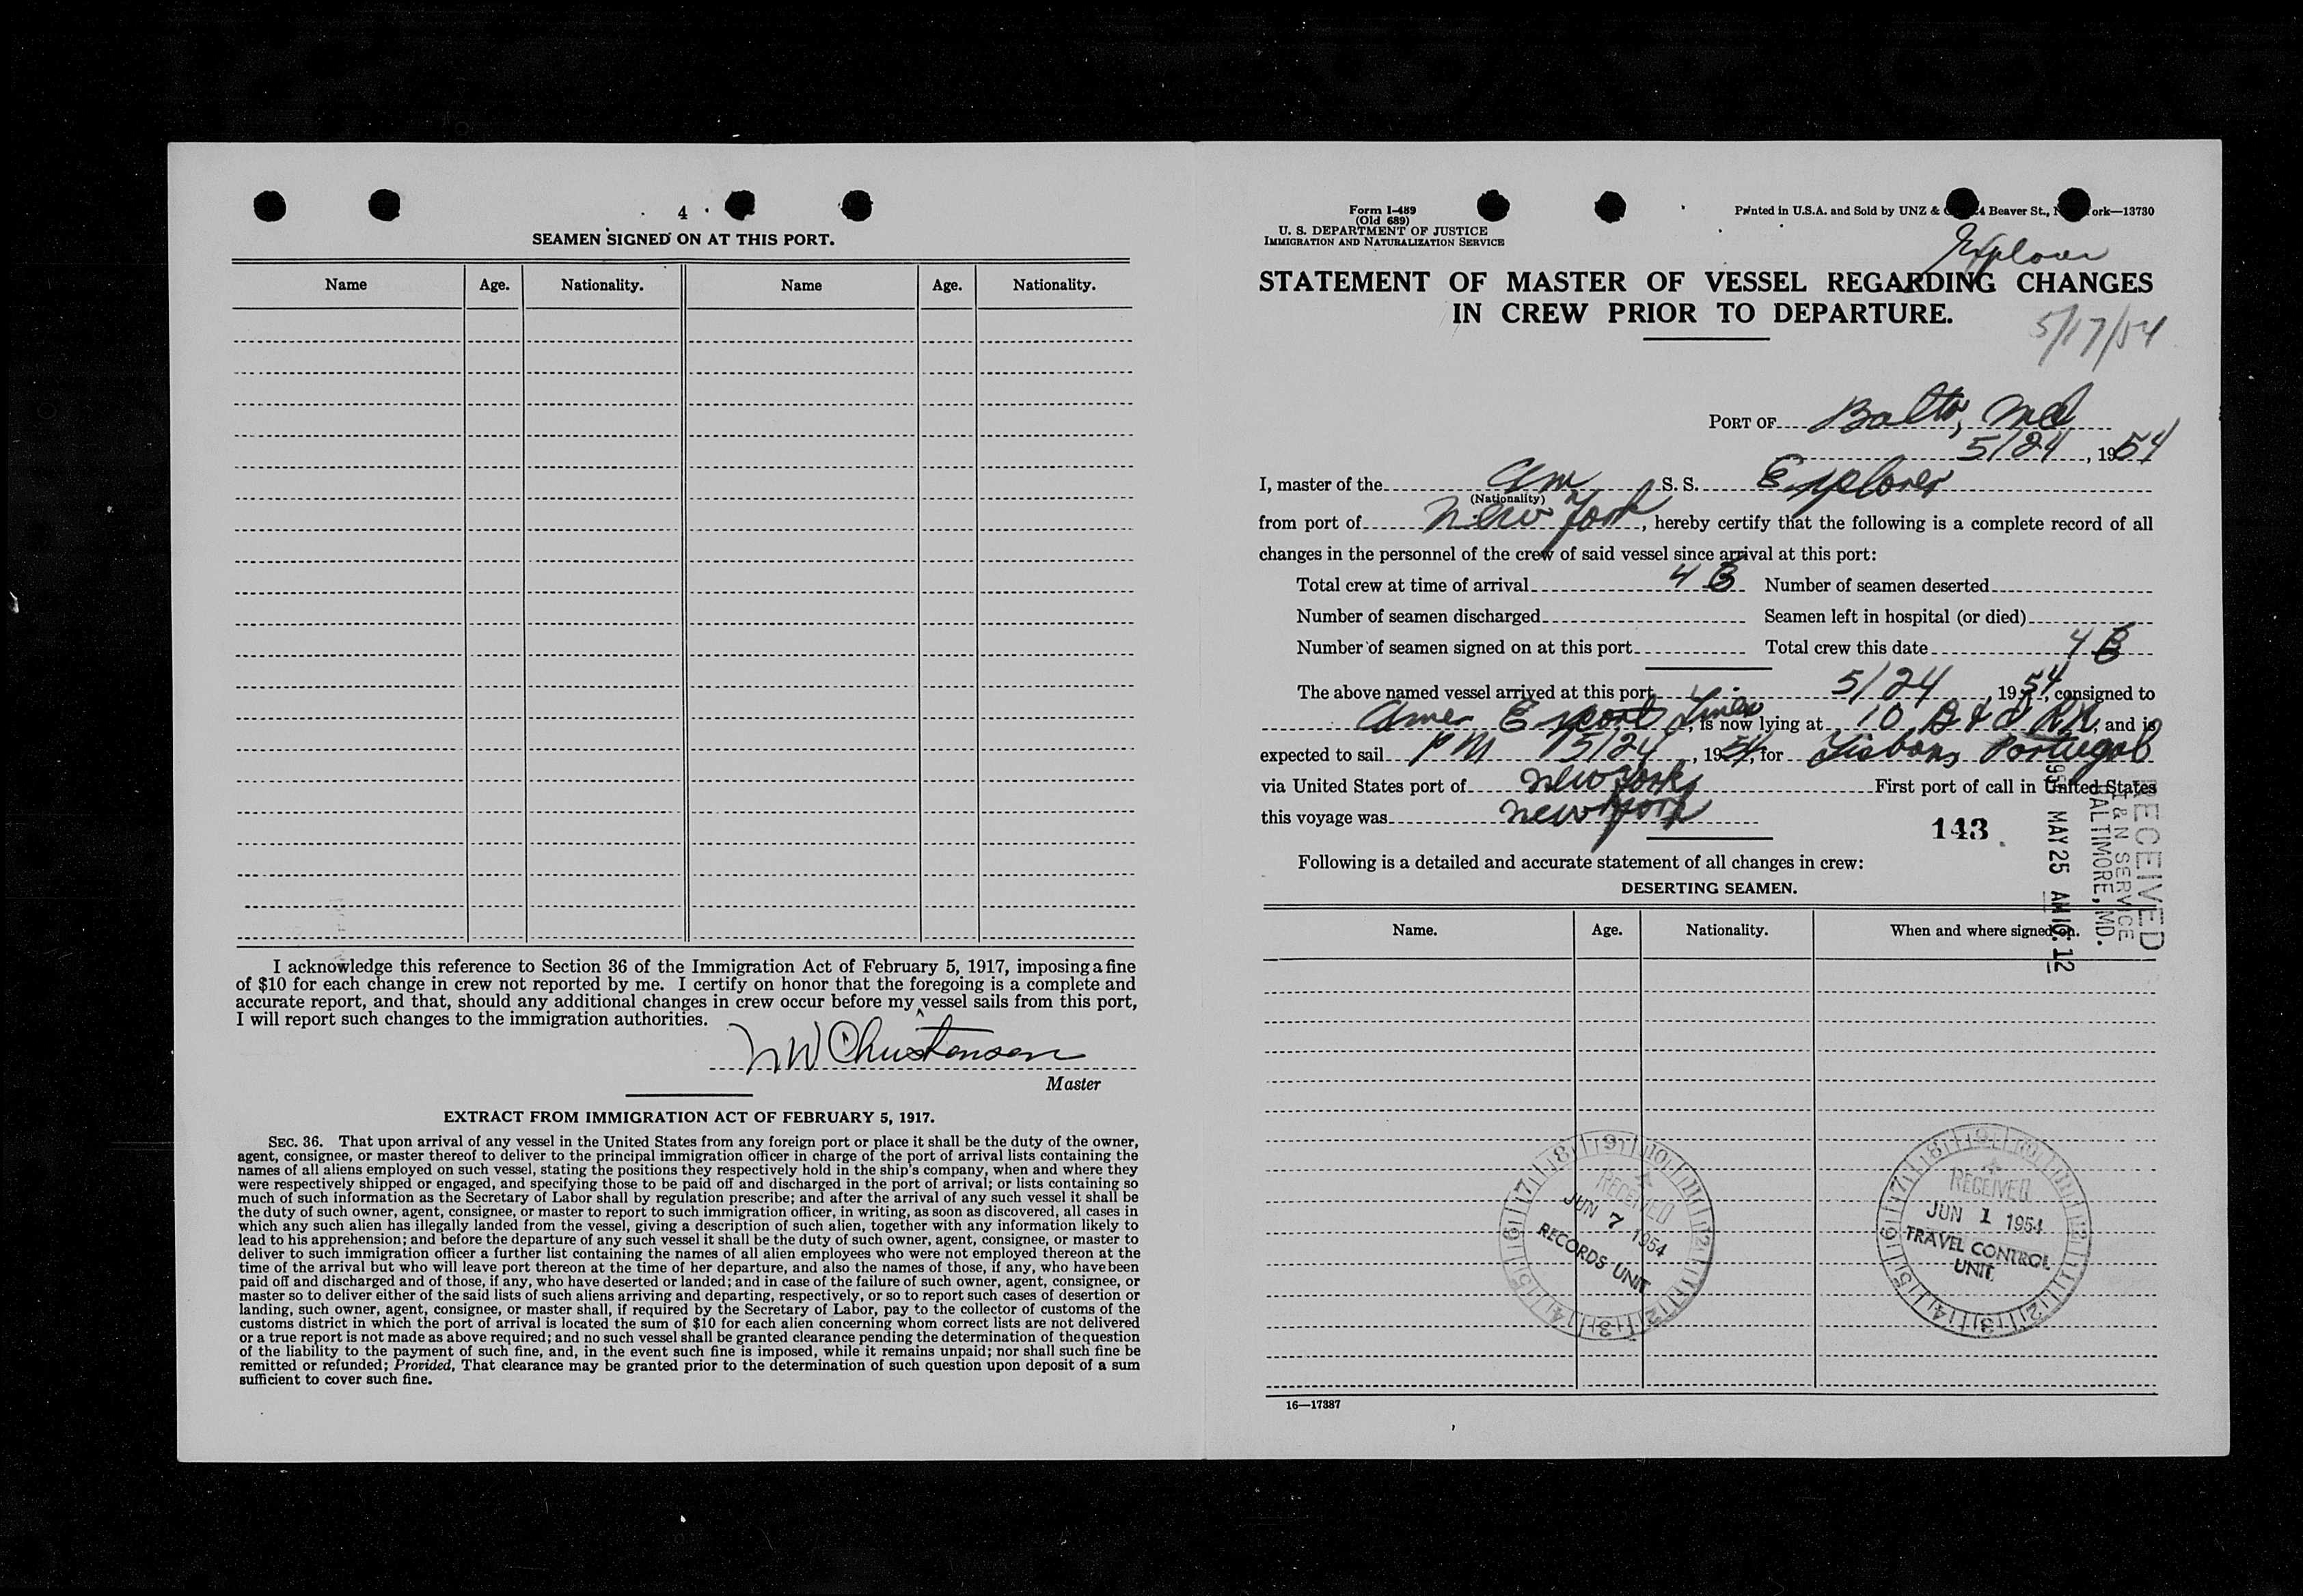 4
SEAMEN SIGNED ON AT THIS PORT.
Name Age. Nationality. Name Age. Nationality.
I acknowledge this reference to Section 36 of the Immigration Act of February 5, 1917, imposing a fine
of $10 for each change in crew not reported by me. I certify on honor that the foregoing is a complete and
accurate report, and that, should any additional changes in crew occur before my vessel sails from this port,
I will report such changes to the immigration authorities.
W Christensen
Master
EXTRACT FROM IMMIGRATION ACT OF FEBRUARY 5, 1917.
SEC. 36. That upon arrival of any vessel in the United States from any foreign port or place it shall be the duty of the owner,
agent, consignee, or master thereof to deliver to the principal immigration officer in charge of the port of arrival lists containing the
names of all aliens employed on such vessel, stating the positions they respectively hold in the ship's company, when and where they
were respectively shipped or engaged, and specifying those to be paid off and discharged in the port of arrival; or lists containing so
much of such information as the Secretary of Labor shall by regulation prescribe; and after the arrival of any such vessel it shall be
the duty of such owner, agent, consignee, or master to report to such immigration officer, in writing, as soon as discovered, all cases in
which any such alien has illegally landed from the vessel, giving a description of such alien, together with any information likely to
lead to his apprehension; and before the departure of any such vessel it shall be the duty of such owner, agent, consignee, or master to
deliver to such immigration officer a further list containing the names of all alien employees who were not employed thereon at the
time of the arrival but who will leave port thereon at the time of her departure, and also the names of those, if any, who have been
paid off and discharged and of those, if any, who have deserted or landed; and in case of the failure of such owner, agent, consignee, or
master so to deliver either of the said lists of such aliens arriving and departing, respectively, or so to report such cases of desertion or
landing, such owner, agent, consignee, or master shall, if required by the Secretary of Labor, pay to the collector of customs of the
customs district in which the port of arrival is located the sum of $10 for each alien concerning whom correct lists are not delivered
or a true report is not made as above required; and no such vessel shall be granted clearance pending the determination of the question
of the liability to the payment of such fine, and, in the event such fine is imposed, while it remains unpaid; nor shall such fine be
remitted or refunded; Provided, That clearance may be granted prior to the determination of such question upon deposit of a sum
sufficient to cover such fine.
Form I-489
(Old 689)
U. S. DEPARTMENT OF JUSTICE
IMMIGRATION AND NATURALIZATION SERVICE
Printed in U.S.A. and Sold by UNZ & Beaver St., ork—13730
Explorer
STATEMENT OF MASTER OF VESSEL REGARDING CHANGES
IN CREW PRIOR TO DEPARTURE.
5/17/54
PORT OF Balto, Md
5/24, 1954
I, master of the Am S. S. Explorer
(Nationality)
from port of New York, hereby certify that the following is a complete record of all
changes in the personnel of the crew of said vessel since arrival at this port:
Total crew at time of arrival 4 Number of seamen deserted
Number of seamen discharged Seamen left in hospital (or died)
Number of seamen signed on at this port Total crew this date 4
The above named vessel arrived at this port 5/24, 1954, consigned to
Amer Export Lines, is now lying at 10 B & O RR, and is
expected to sail PM 5/24, 1954, for Lisbon, Portugal
via United States port of New York First port of call in United States
this voyage was New York
143
RECEIVED
I & N SERVICE
BALTIMORE, MD.
MAY 25 AM 10:12
Following is a detailed and accurate statement of all changes in crew:
DESERTING SEAMEN.
Name. Age. Nationality. When and where signed on.
RECEIVED
JUN 7 1954
RECORDS UNIT
RECEIVED
JUN 1 1954
TRAVEL CONTROL
UNIT
16—17387